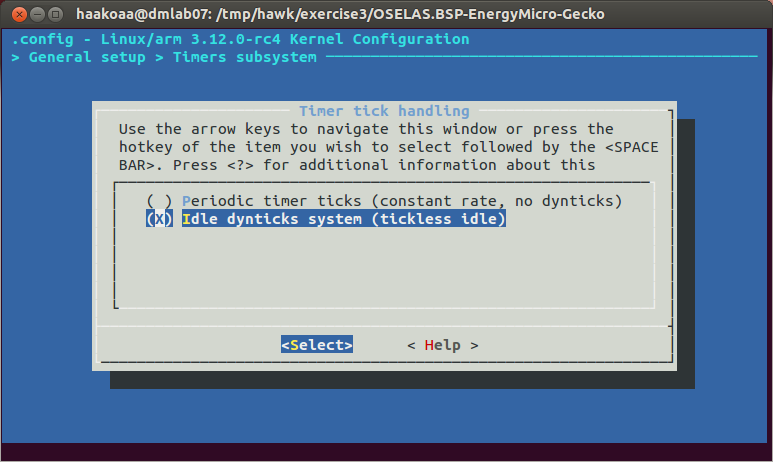 haakoaa@dmlab07: /tmp/hawk/exercise3/OSELAS.BSP-EnergyMicro-Gecko
.config - Linux/arm 3.12.0-rc4 Kernel Configuration
> General setup > Timers subsystem
Timer tick handling
Use the arrow keys to navigate this window or press the
hotkey of the item you wish to select followed by the <SPACE
BAR>. Press <?> for additional information about this
( ) Periodic timer ticks (constant rate, no dynticks)
(X) Idle dynticks system (tickless idle)
<Select> < Help >